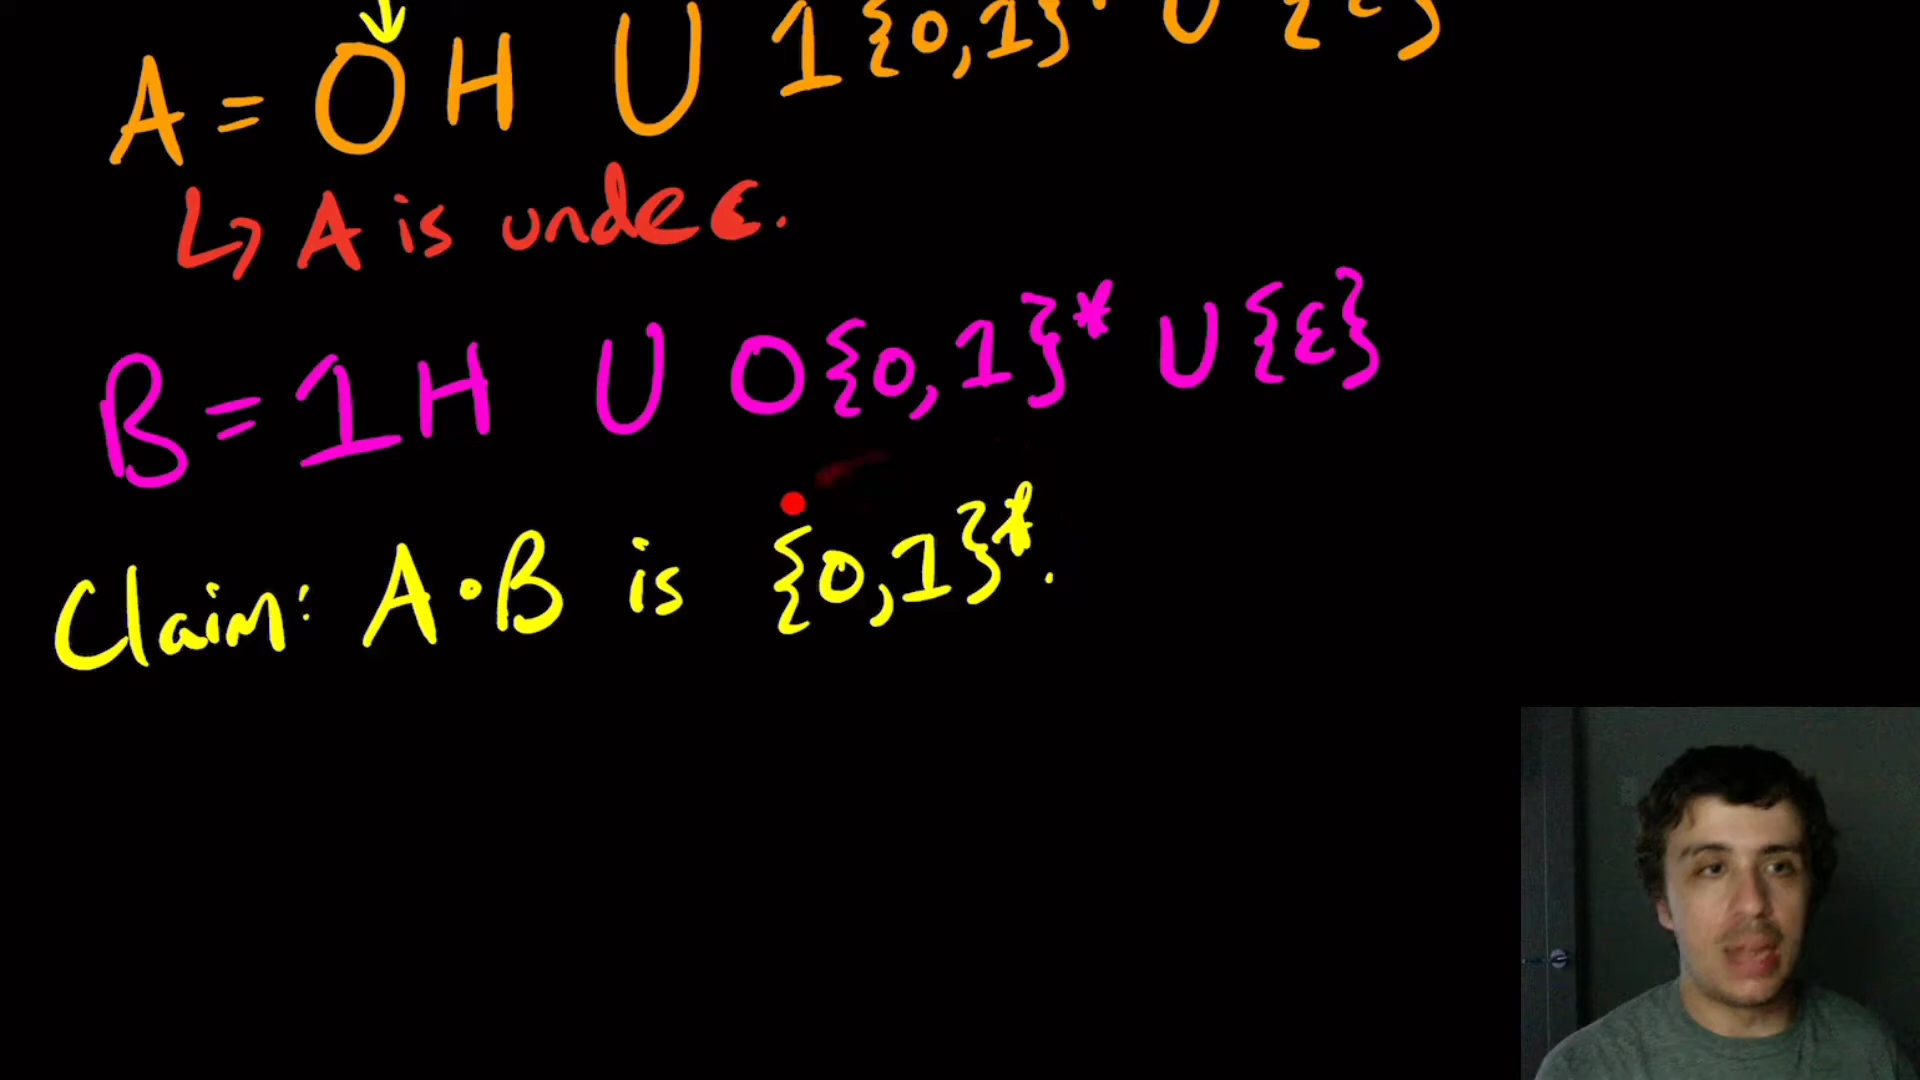 A = 0H ∪ 1{0,1}* ∪ {ε}
↳ A is undec.
B = 1H ∪ 0{0,1}* ∪ {ε}
Claim: A·B is {0,1}*.